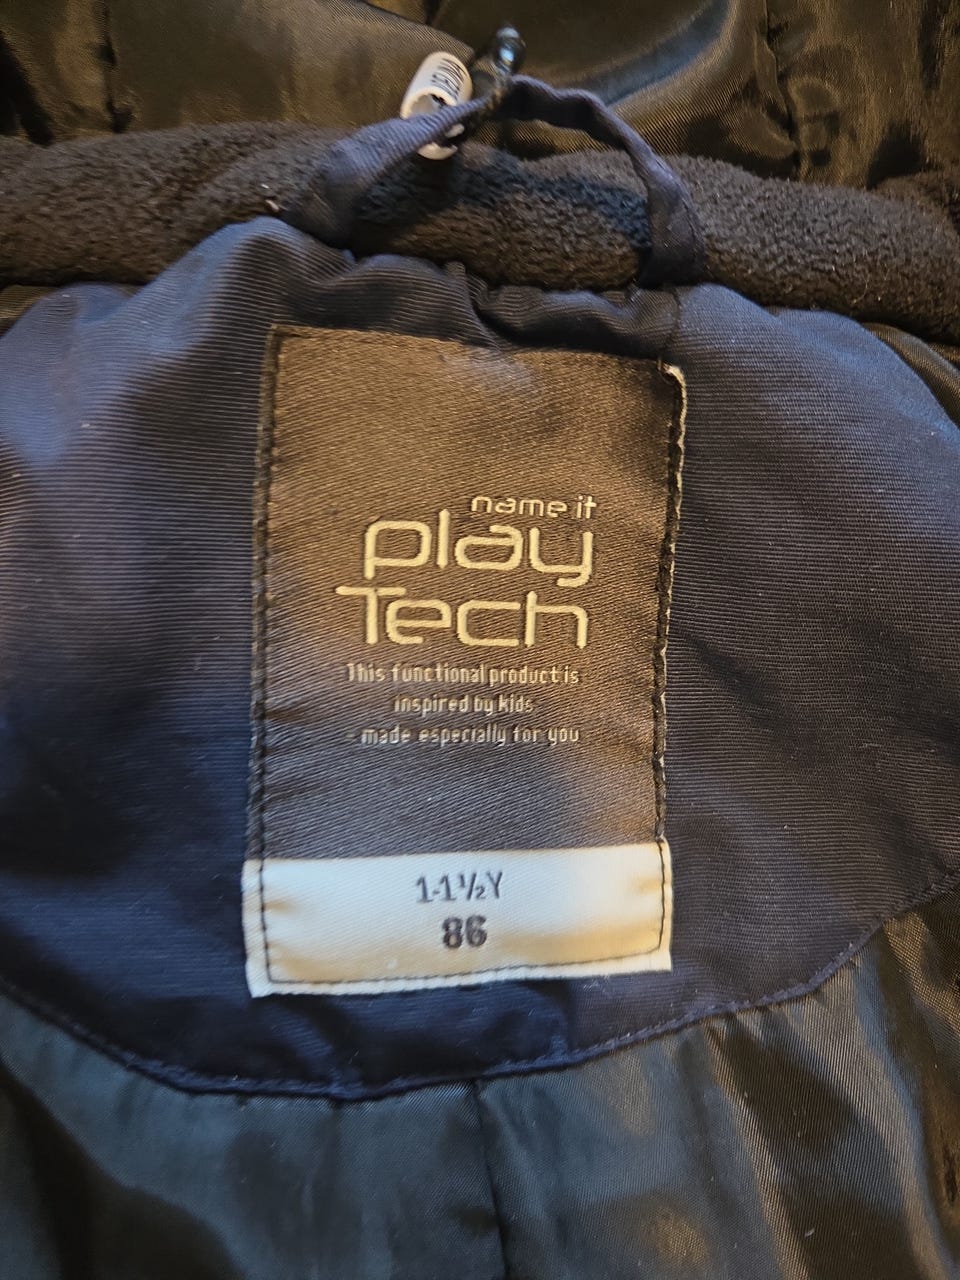 name it
play
Tech
This functional product is
inspired by kids
- made especially for you
1-1½Y
86